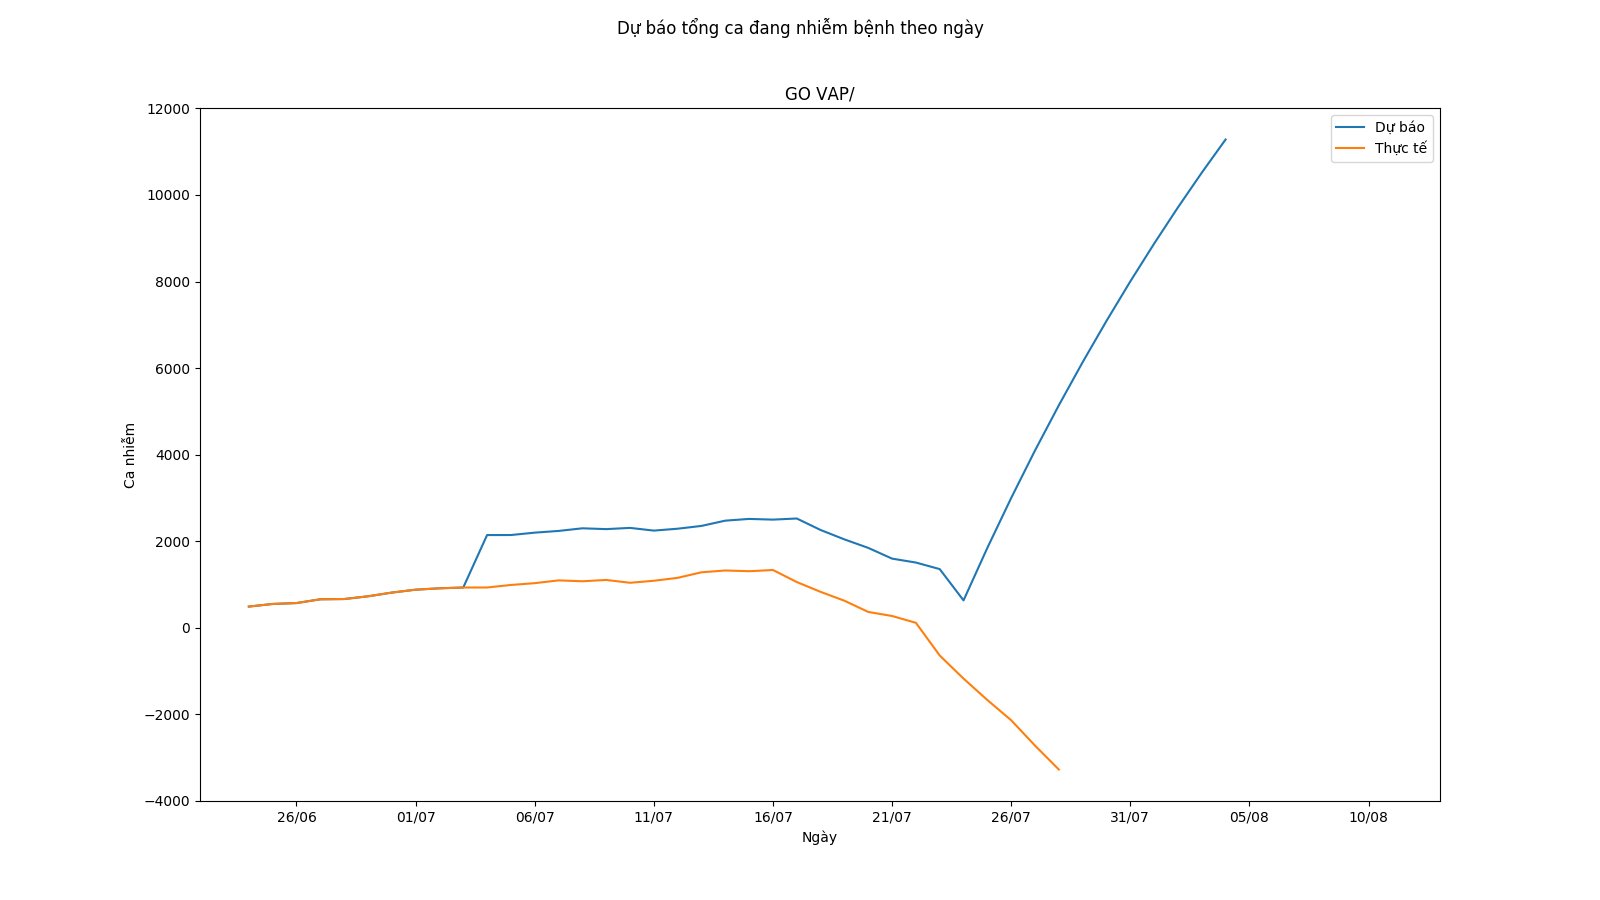 Dự báo tổng ca đang nhiễm bệnh theo ngày
GO VAP/
12000
10000
8000
6000
4000
2000
0
−2000
−4000
Ca nhiễm
Dự báo
Thực tế
26/06 01/07 06/07 11/07 16/07 21/07 26/07 31/07 05/08 10/08
Ngày